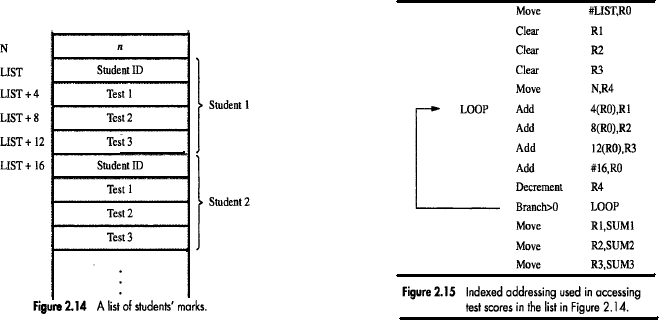 N n
LIST Student ID
LIST + 4 Test 1
LIST + 8 Test 2
LIST + 12 Test 3
Student 1
LIST + 16 Student ID
Test 1
Test 2
Test 3
Student 2
Figure 2.14 A list of students' marks.
Move #LIST,R0
Clear R1
Clear R2
Clear R3
Move N,R4
LOOP Add 4(R0),R1
Add 8(R0),R2
Add 12(R0),R3
Add #16,R0
Decrement R4
Branch>0 LOOP
Move R1,SUM1
Move R2,SUM2
Move R3,SUM3
Figure 2.15 Indexed addressing used in accessing
test scores in the list in Figure 2.14.